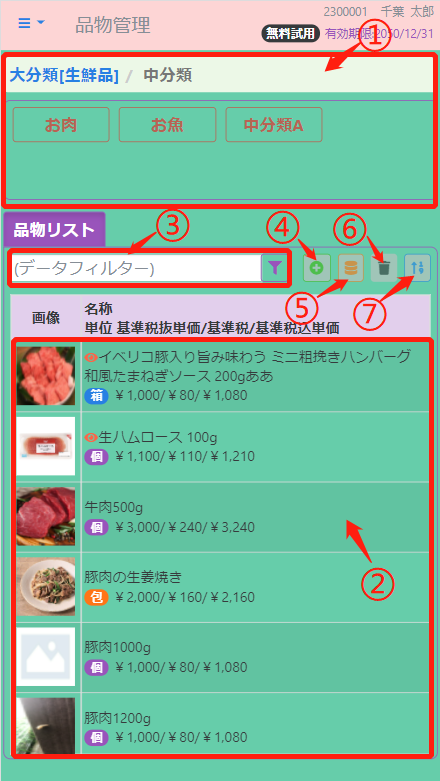 2300001 千葉 太郎
品物管理
無料試用 有効期限:2050/12/31
①
大分類[生鮮品] / 中分類
お肉 お魚 中分類A
品物リスト
③ ④ ⑥
(データフィルター)
⑤ ⑦
画像 名称
単位 基準税抜単価/基準税/基準税込単価
イベリコ豚入り旨み味わう ミニ粗挽きハンバーグ
和風たまねぎソース 200gああ
箱 ￥1,000/￥80/￥1,080
生ハムロース 100g
個 ￥1,100/￥110/￥1,210
牛肉500g
個 ￥3,000/￥240/￥3,240
②
豚肉の生姜焼き
包 ￥2,000/￥160/￥2,160
豚肉1000g
個 ￥1,000/￥80/￥1,080
豚肉1200g
個 ￥1,000/￥80/￥1,080